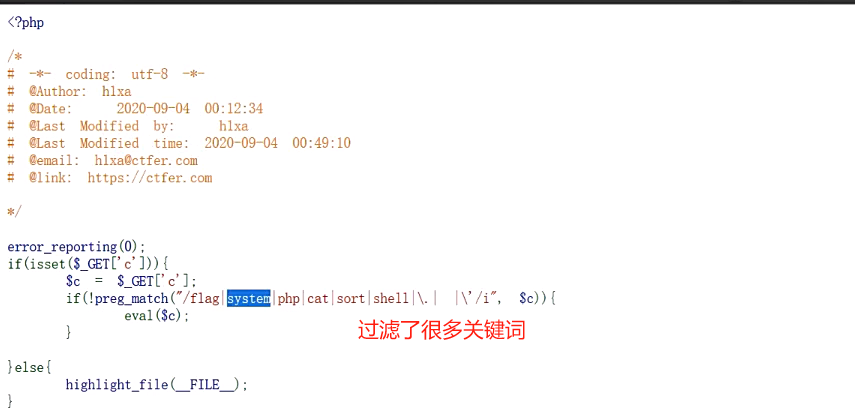 <?php
/*
# -*- coding: utf-8 -*-
# @Author: h1xa
# @Date: 2020-09-04 00:12:34
# @Last Modified by: h1xa
# @Last Modified time: 2020-09-04 00:49:10
# @email: h1xa@ctfer.com
# @link: https://ctfer.com
*/
error_reporting(0);
if(isset($_GET['c'])){
$c = $_GET['c'];
if(!preg_match("/flag|system|php|cat|sort|shell|\.| |\'/i", $c)){
eval($c);
过滤了很多关键词
}
}else{
highlight_file(__FILE__);
}